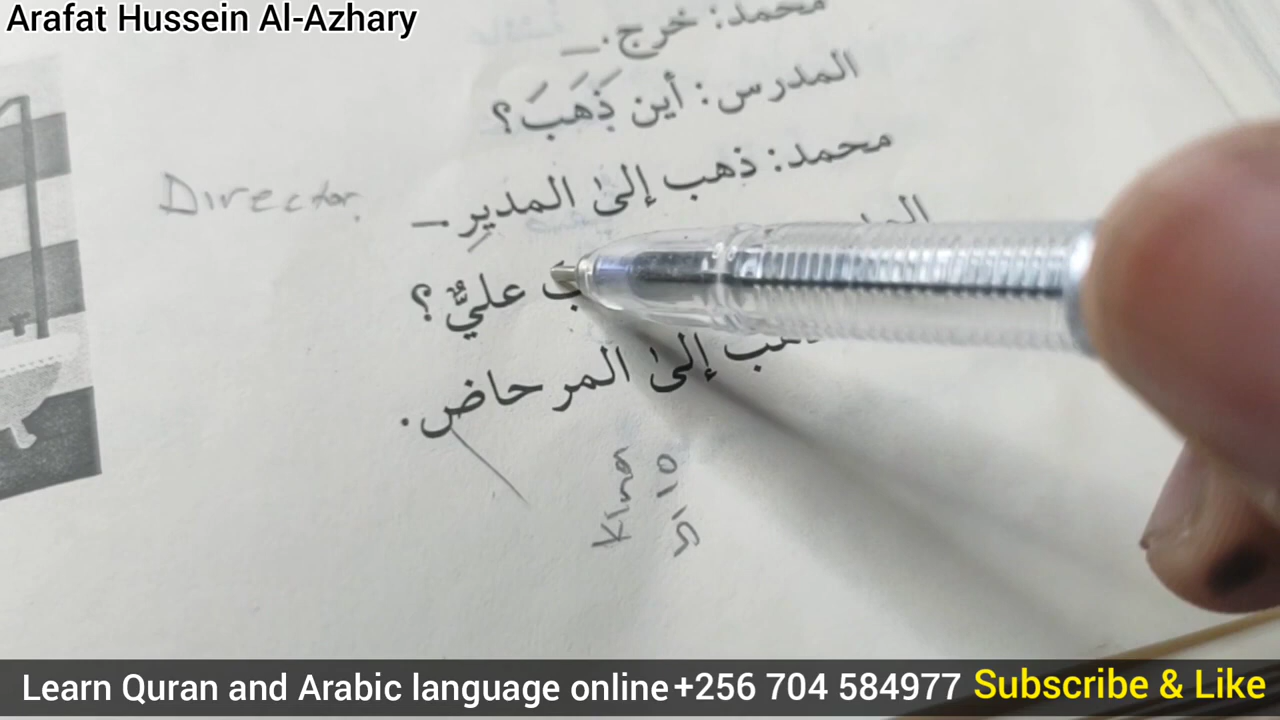 Arafat Hussein Al-Azhary
محمد: خرج.
المدرس: أين ذَهَبَ؟
محمد: ذهب إلىٰ المديرِ
Director
عليٌّ ؟
إلىٰ المرحاض.
Learn Quran and Arabic language online +256 704 584977 Subscribe & Like